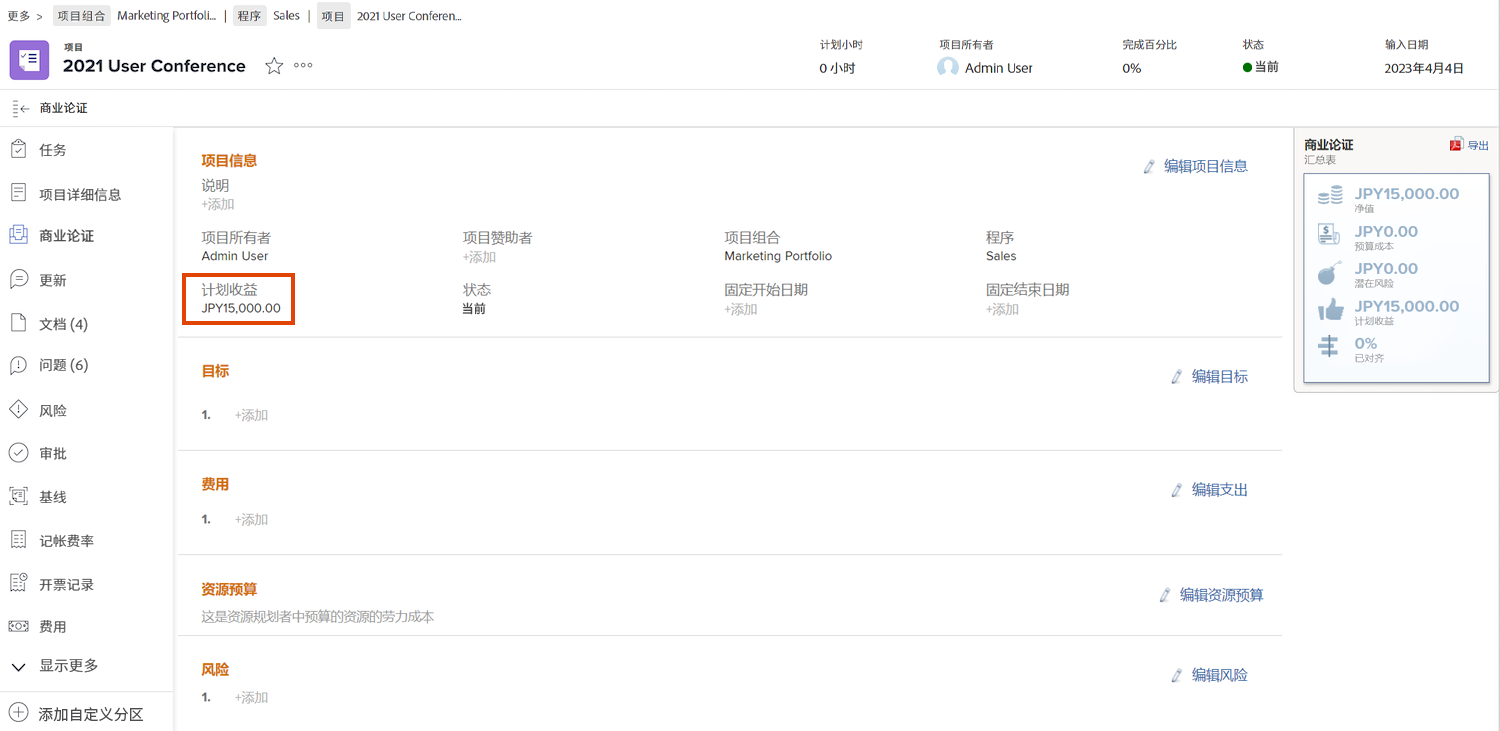 更多 > 项目组合 Marketing Portfoli... | 程序 Sales | 项目 2021 User Conferen...
项目
2021 User Conference
计划小时 项目所有者 完成百分比 状态 输入日期
0 小时 Admin User 0% 当前 2023年4月4日
商业论证
任务
项目详细信息
商业论证
更新
文档 (4)
问题 (6)
风险
审批
基线
记帐费率
开票记录
费用
显示更多
添加自定义分区
项目信息
编辑项目信息
说明
+添加
项目所有者 项目赞助者 项目组合 程序
Admin User +添加 Marketing Portfolio Sales
计划收益 状态 固定开始日期 固定结束日期
JPY15,000.00 当前 +添加 +添加
目标
编辑目标
1. +添加
费用
编辑支出
1. +添加
资源预算
编辑资源预算
这是资源规划者中预算的资源的劳力成本
风险
编辑风险
1. +添加
商业论证
导出
汇总表
JPY15,000.00
净值
JPY0.00
预算成本
JPY0.00
潜在风险
JPY15,000.00
计划收益
0%
已对齐